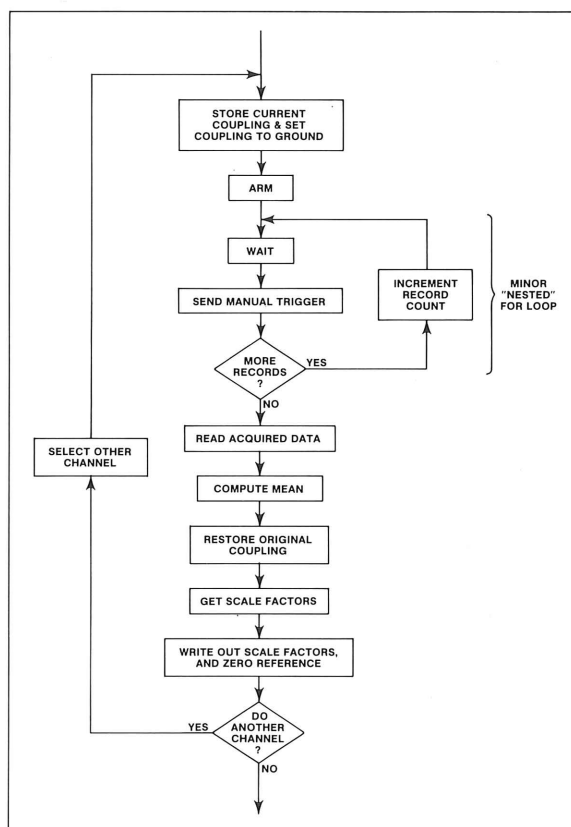 STORE CURRENT
COUPLING & SET
COUPLING TO GROUND
ARM
WAIT
SEND MANUAL TRIGGER
MORE
RECORDS
?
YES
INCREMENT
RECORD
COUNT
MINOR
"NESTED"
FOR LOOP
NO
READ ACQUIRED DATA
COMPUTE MEAN
RESTORE ORIGINAL
COUPLING
GET SCALE FACTORS
WRITE OUT SCALE FACTORS,
AND ZERO REFERENCE
DO
ANOTHER
CHANNEL
?
YES
SELECT OTHER
CHANNEL
NO